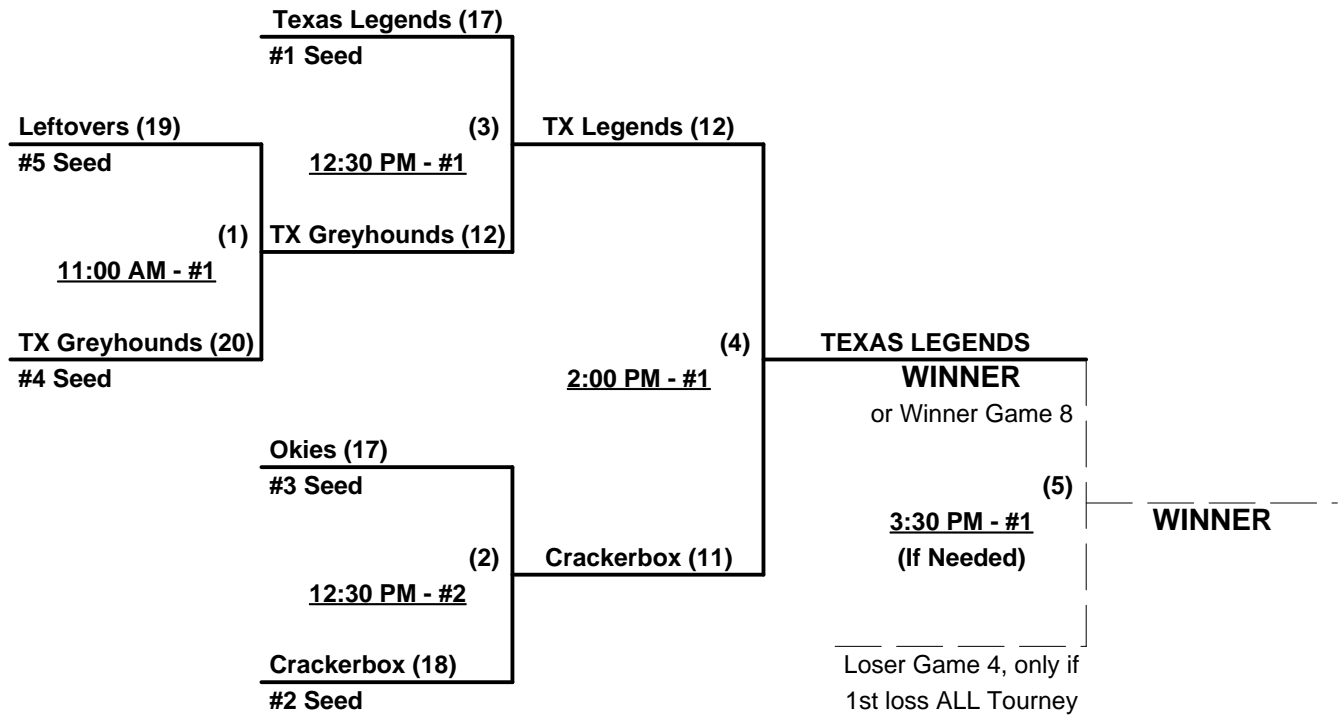 Texas Legends (17)
#1 Seed
Leftovers (19)
(3)
TX Legends (12)
#5 Seed
12:30 PM - #1
(1)
TX Greyhounds (12)
11:00 AM - #1
TX Greyhounds (20)
(4)
TEXAS LEGENDS
#4 Seed
2:00 PM - #1
WINNER
or Winner Game 8
Okies (17)
#3 Seed
(5)
3:30 PM - #1
WINNER
(If Needed)
(2)
Crackerbox (11)
12:30 PM - #2
Crackerbox (18)
Loser Game 4, only if
#2 Seed
1st loss ALL Tourney